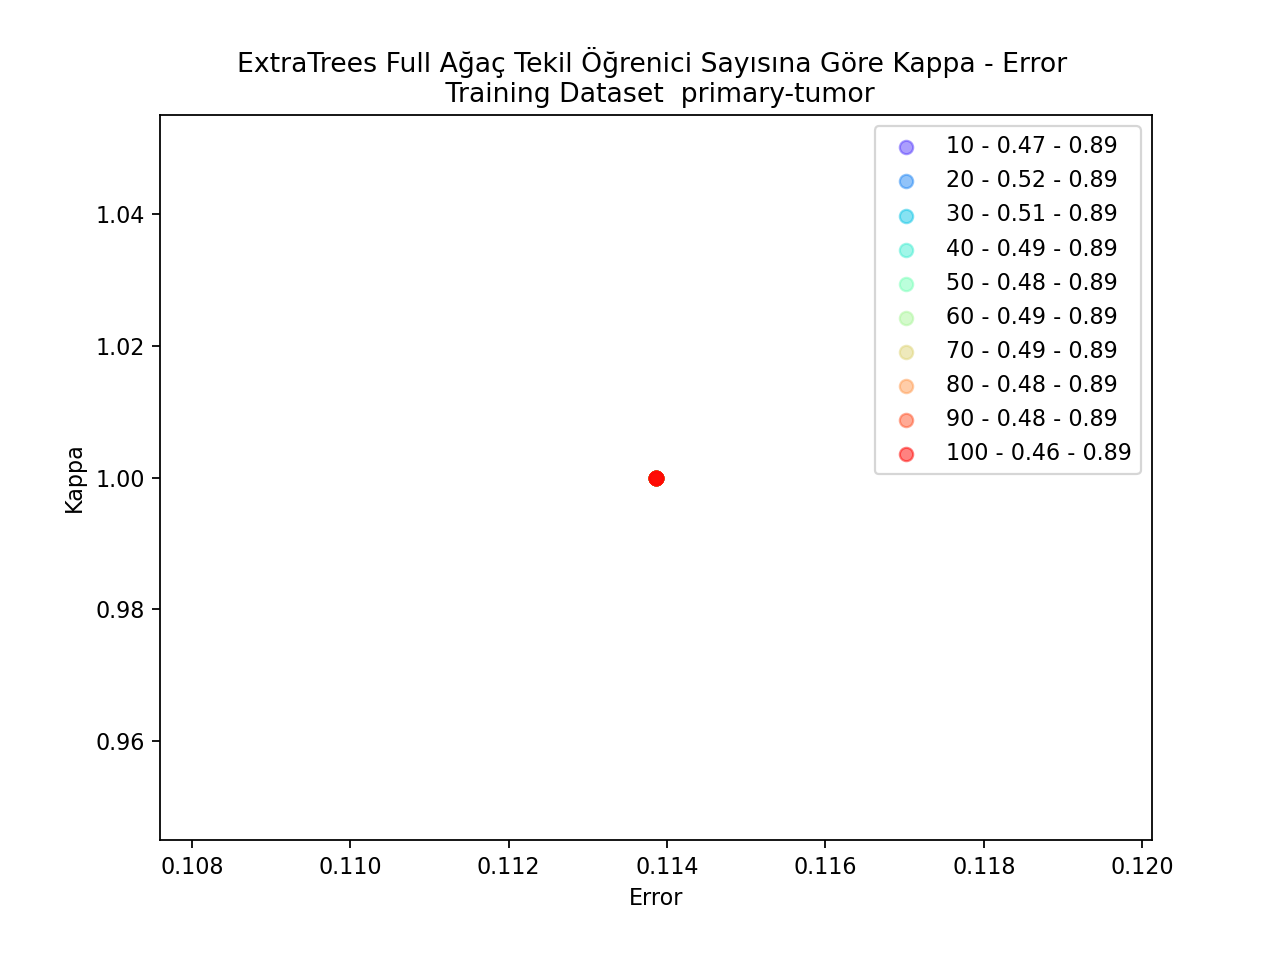 ExtraTrees Full Ağaç Tekil Öğrenici Sayısına Göre Kappa - Error
Training Dataset  primary-tumor
10 - 0.47 - 0.89
20 - 0.52 - 0.89
30 - 0.51 - 0.89
40 - 0.49 - 0.89
50 - 0.48 - 0.89
60 - 0.49 - 0.89
70 - 0.49 - 0.89
80 - 0.48 - 0.89
90 - 0.48 - 0.89
100 - 0.46 - 0.89
Kappa
1.04
1.02
1.00
0.98
0.96
0.108 0.110 0.112 0.114 0.116 0.118 0.120
Error